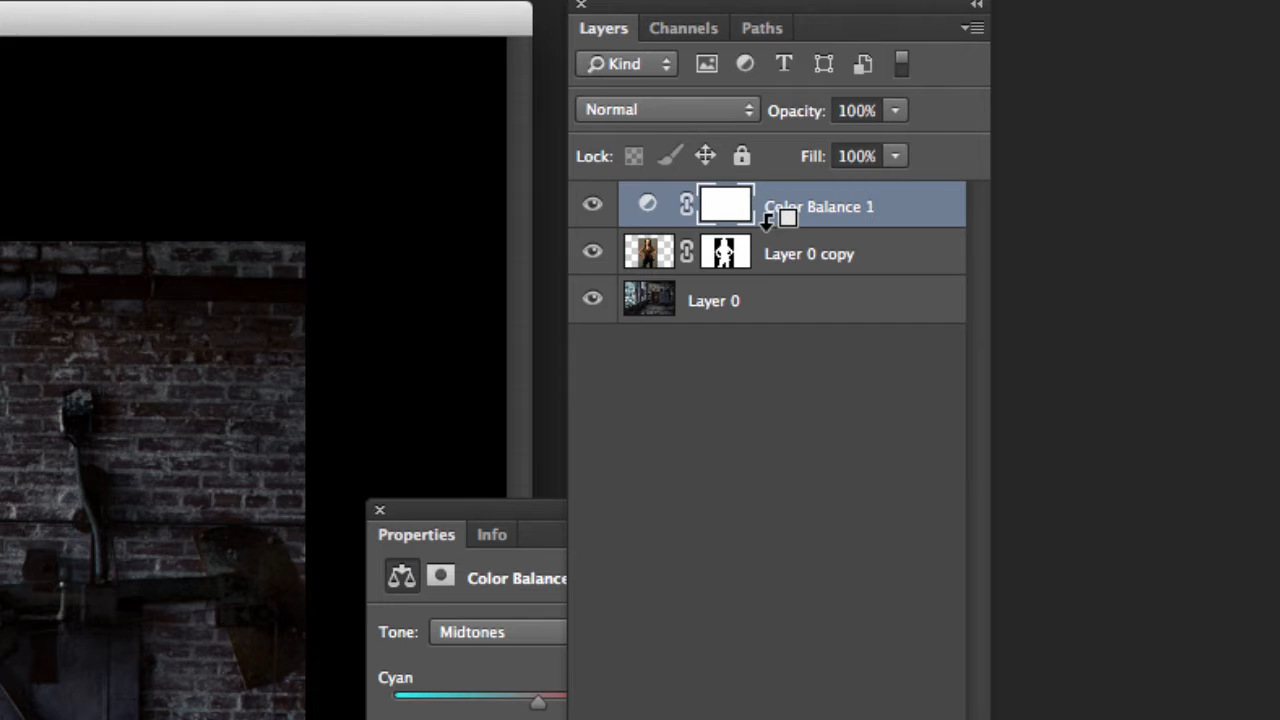 Layers Channels Paths
Kind T
Normal Opacity: 100%
Lock: Fill: 100%
Color Balance 1
Layer 0 copy
Layer 0
Properties Info
Color Balance
Tone: Midtones
Cyan